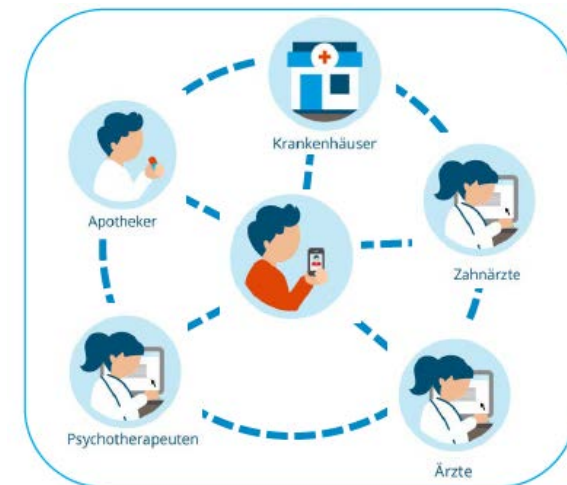 Krankenhäuser
Apotheker
Zahnärzte
Psychotherapeuten
Ärzte